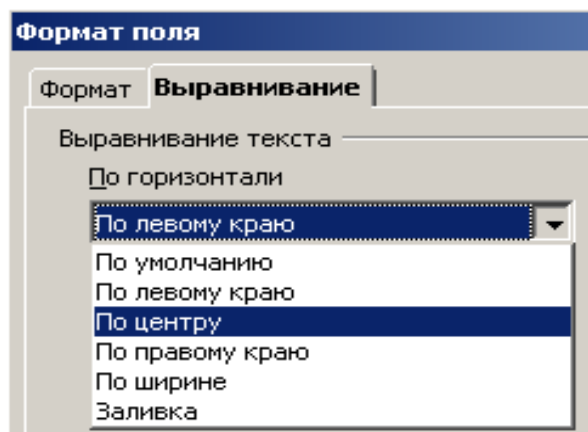 Формат поля
Формат Выравнивание
Выравнивание текста
По горизонтали
По левому краю
По умолчанию
По левому краю
По центру
По правому краю
По ширине
Заливка